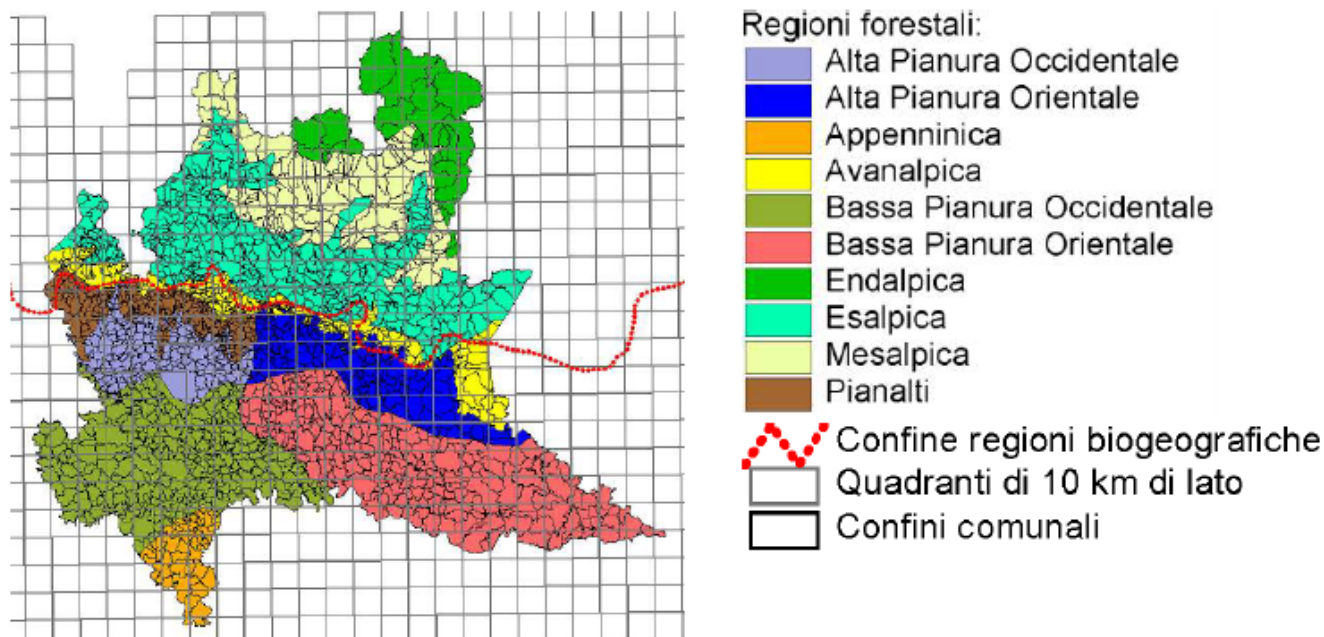 Regioni forestali:
Alta Pianura Occidentale
Alta Pianura Orientale
Appenninica
Avanalpica
Bassa Pianura Occidentale
Bassa Pianura Orientale
Endalpica
Esalpica
Mesalpica
Pianalti
Confine regioni biogeografiche
Quadranti di 10 km di lato
Confini comunali